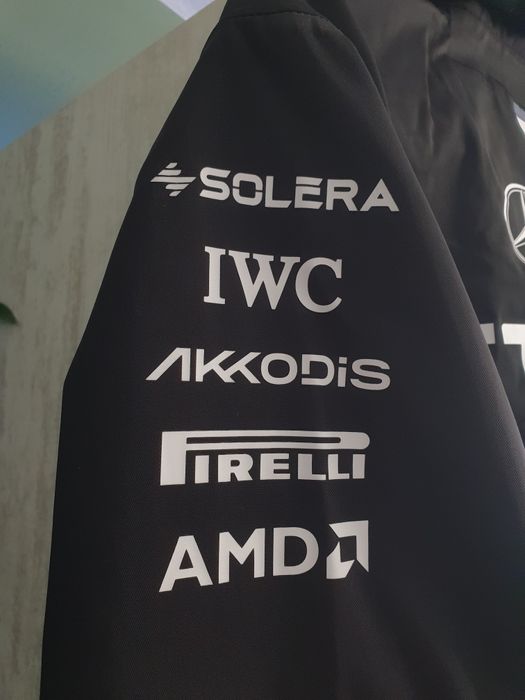 SOLERA
IWC
AKKODiS
PIRELLI
AMD